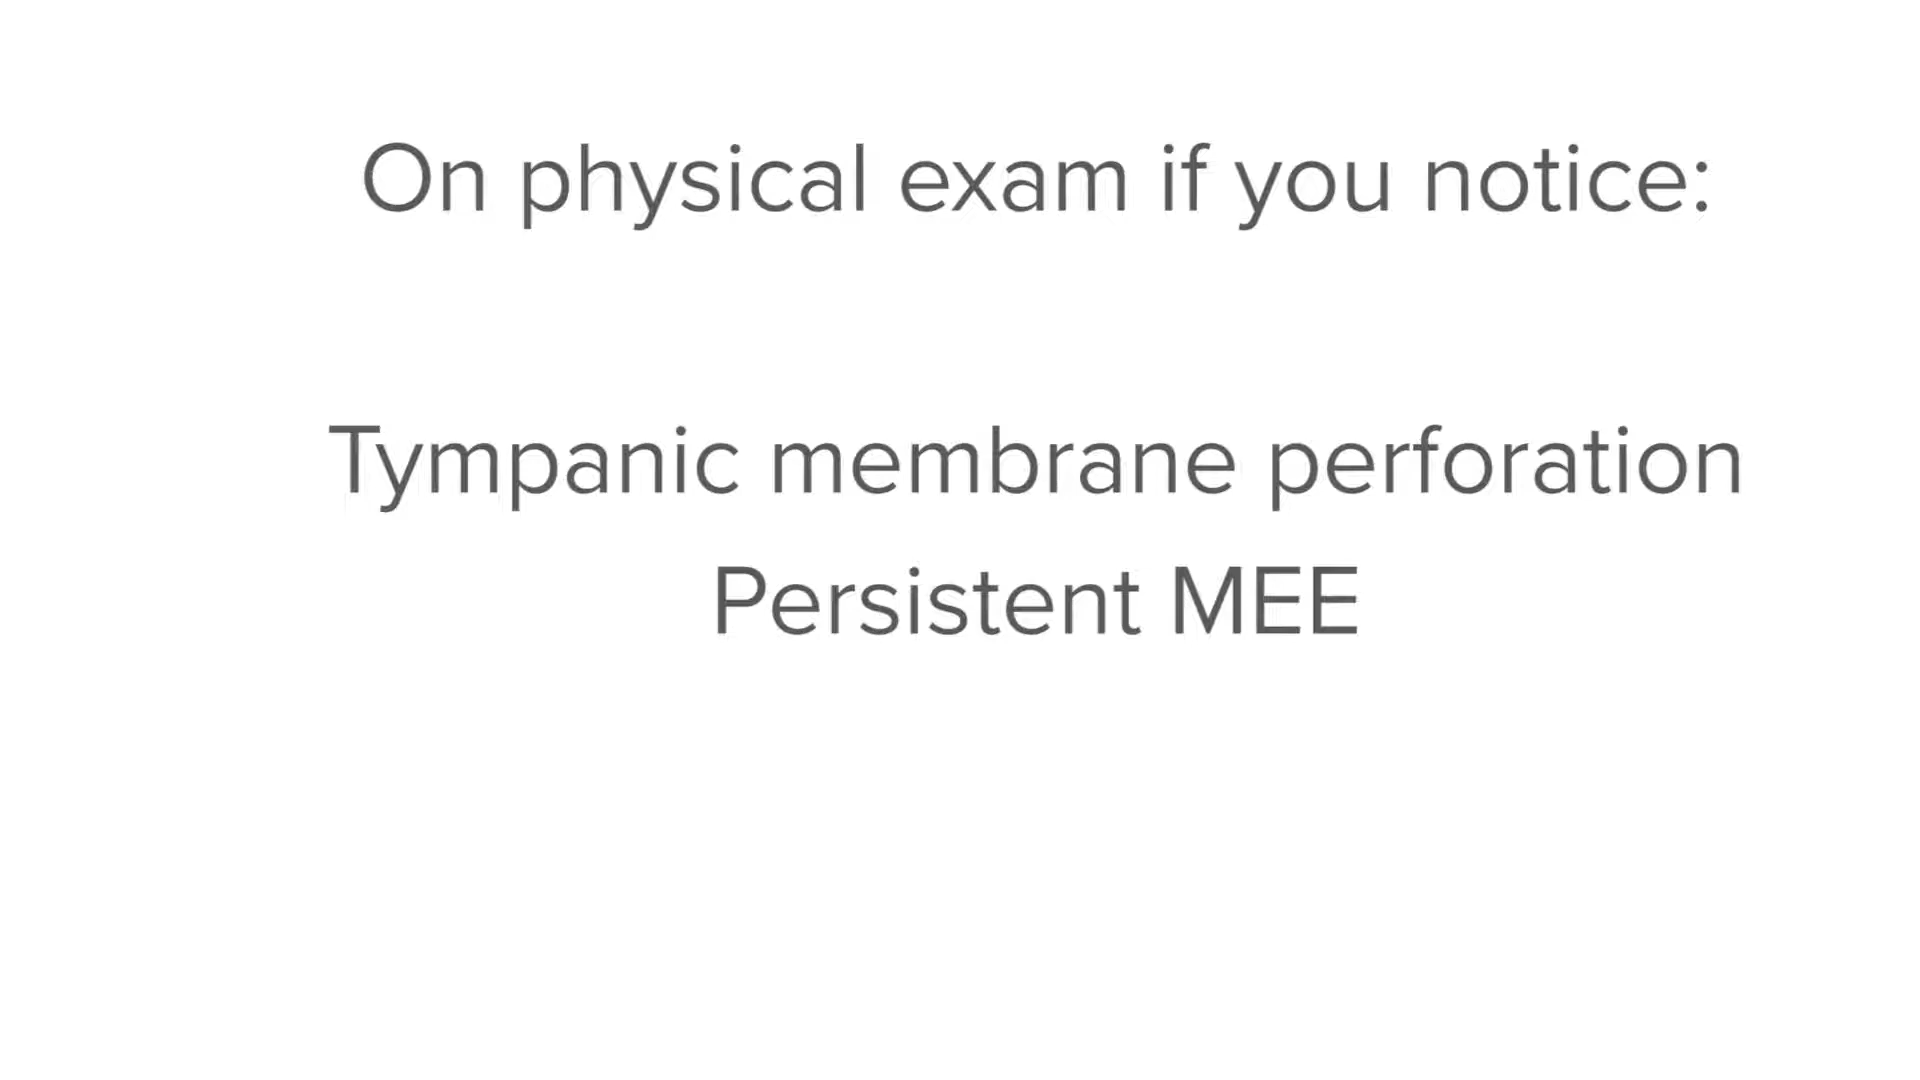 On physical exam if you notice:
Tympanic membrane perforation
Persistent MEE